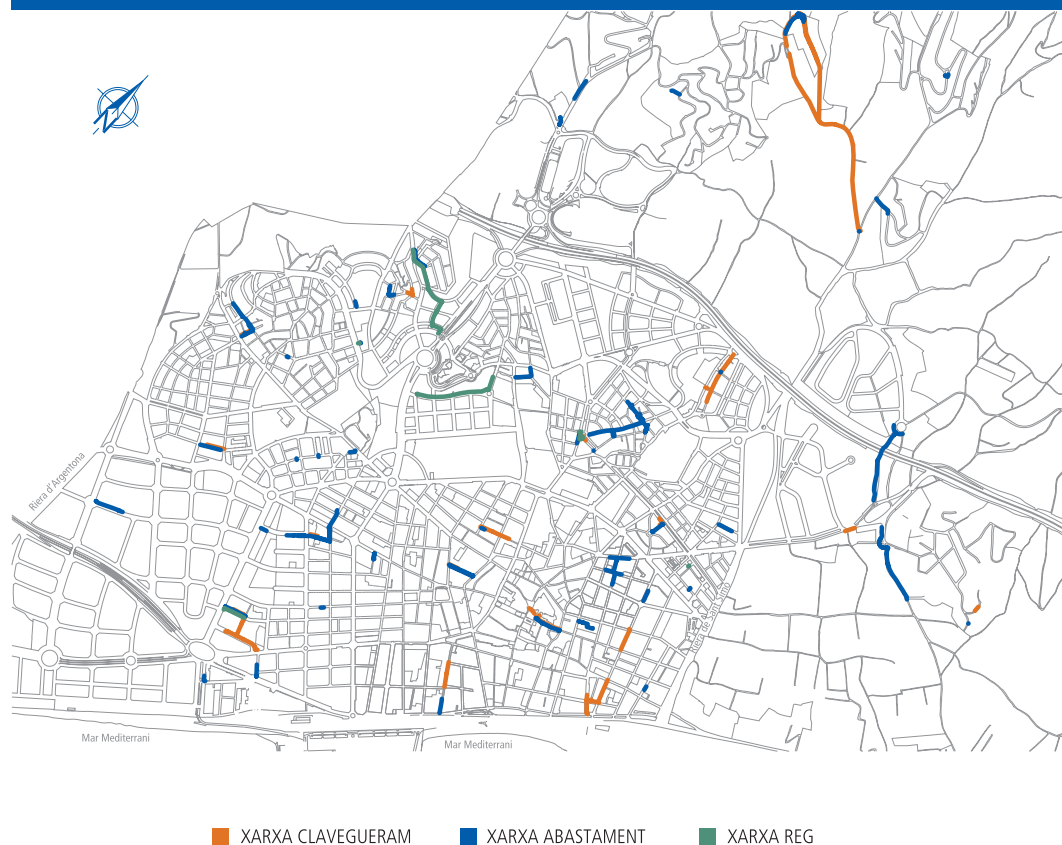 Riera d'Argentona
Mar Mediterrani
Mar Mediterrani
XARXA CLAVEGUERAM
XARXA ABASTAMENT
XARXA REG